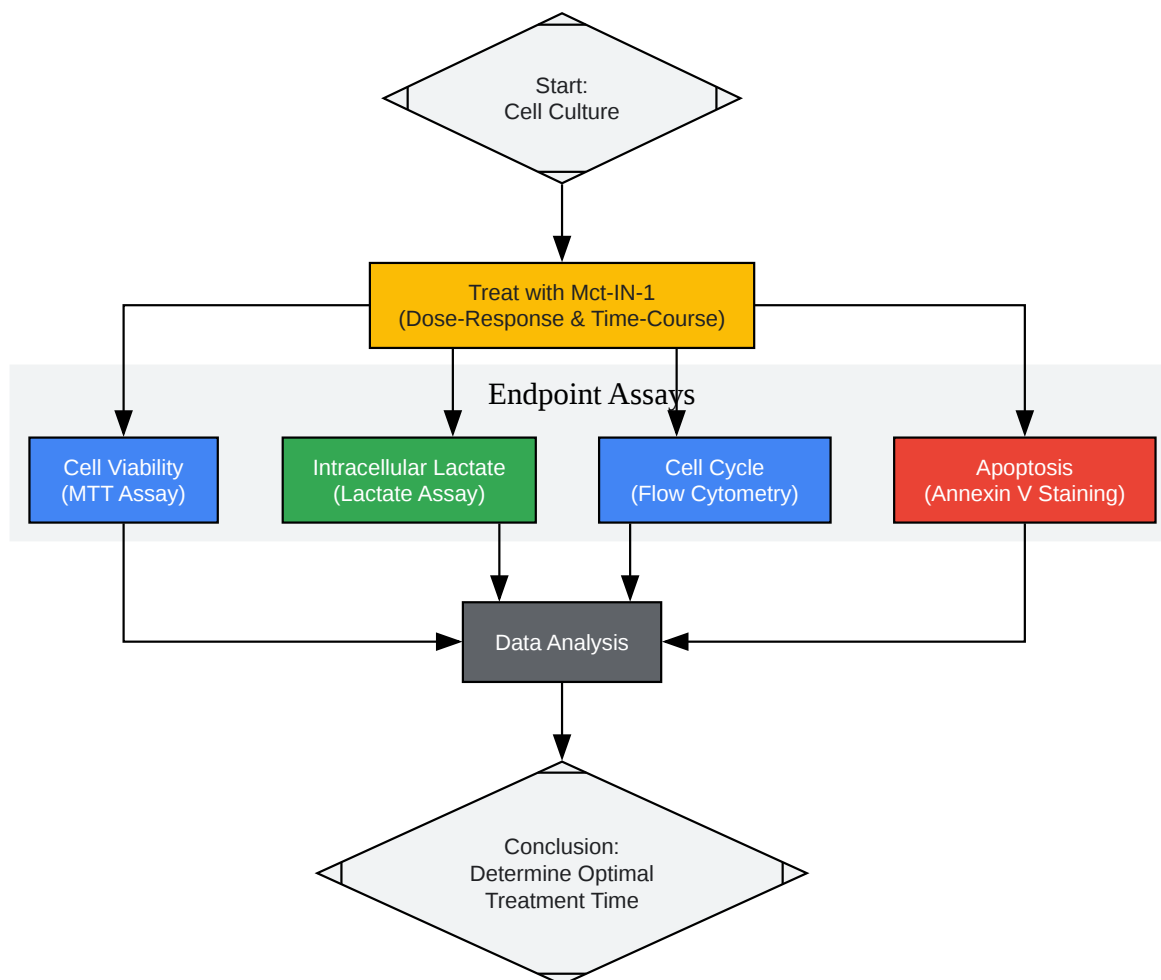 Start:
Cell Culture
Treat with Mct-IN-1
(Dose-Response & Time-Course)
Endpoint Assays
Cell Viability
(MTT Assay)
Intracellular Lactate
(Lactate Assay)
Cell Cycle
(Flow Cytometry)
Apoptosis
(Annexin V Staining)
Data Analysis
Conclusion:
Determine Optimal
Treatment Time